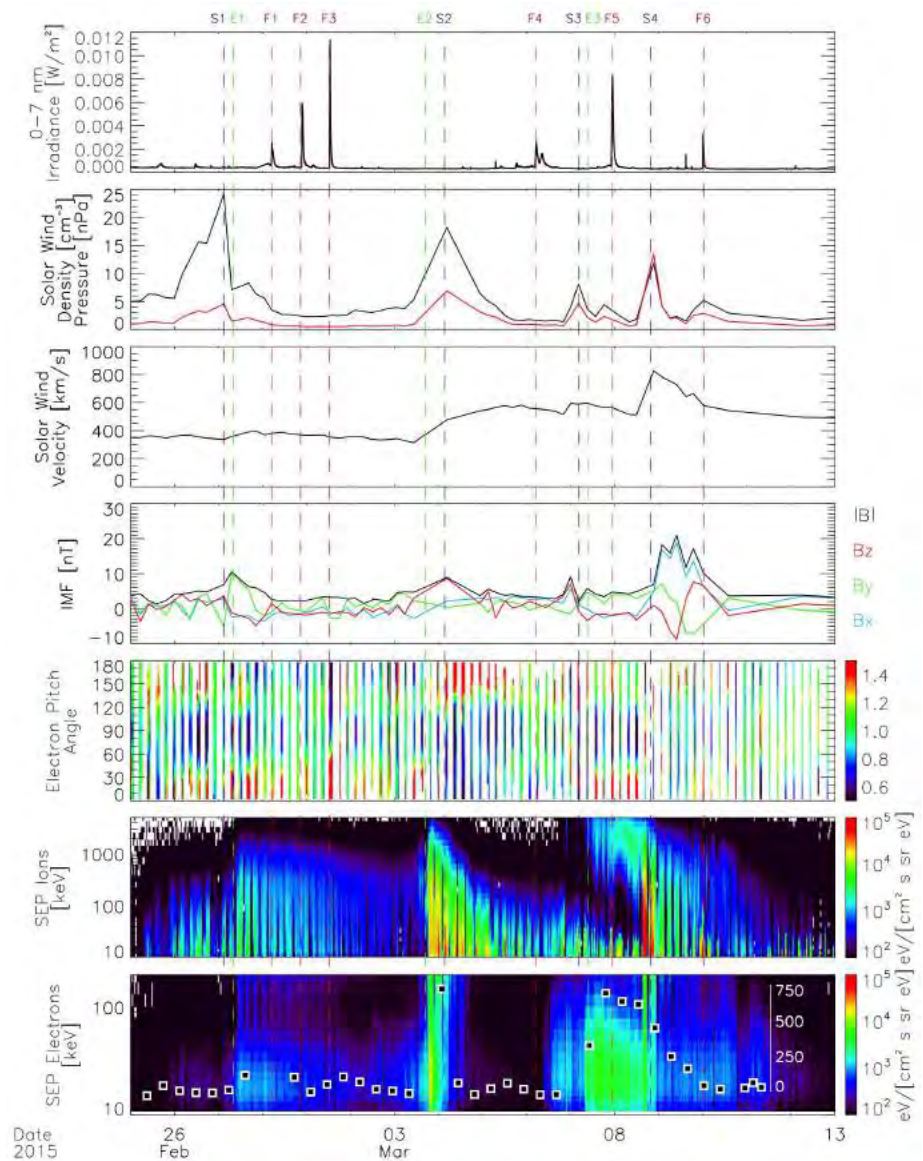 S1 E1 F1 F2 F3 E2 S2 F4 S3 E3 F5 S4 F6
0-7 nm
Irradiance [W/m²]
0.012
0.010
0.008
0.006
0.004
0.002
0.000
Solar Wind
Density [cm⁻³]
Pressure [nPa]
25
20
15
10
5
0
Solar Wind
Velocity [km/s]
1000
800
600
400
200
0
IMF [nT]
30
20
10
0
-10
|B|
Bz
By
Bx
Electron Pitch
Angle
180
150
120
90
60
30
0
1.4
1.2
1.0
0.8
0.6
SEP Ions
[keV]
1000
100
10
10⁵
10⁴
10³
10²
eV/[cm² s sr eV]
SEP Electrons
[keV]
100
10
750
500
250
0
10⁵
10⁴
10³
10²
eV/[cm² s sr eV]
Date 26 03 08 13
2015 Feb Mar